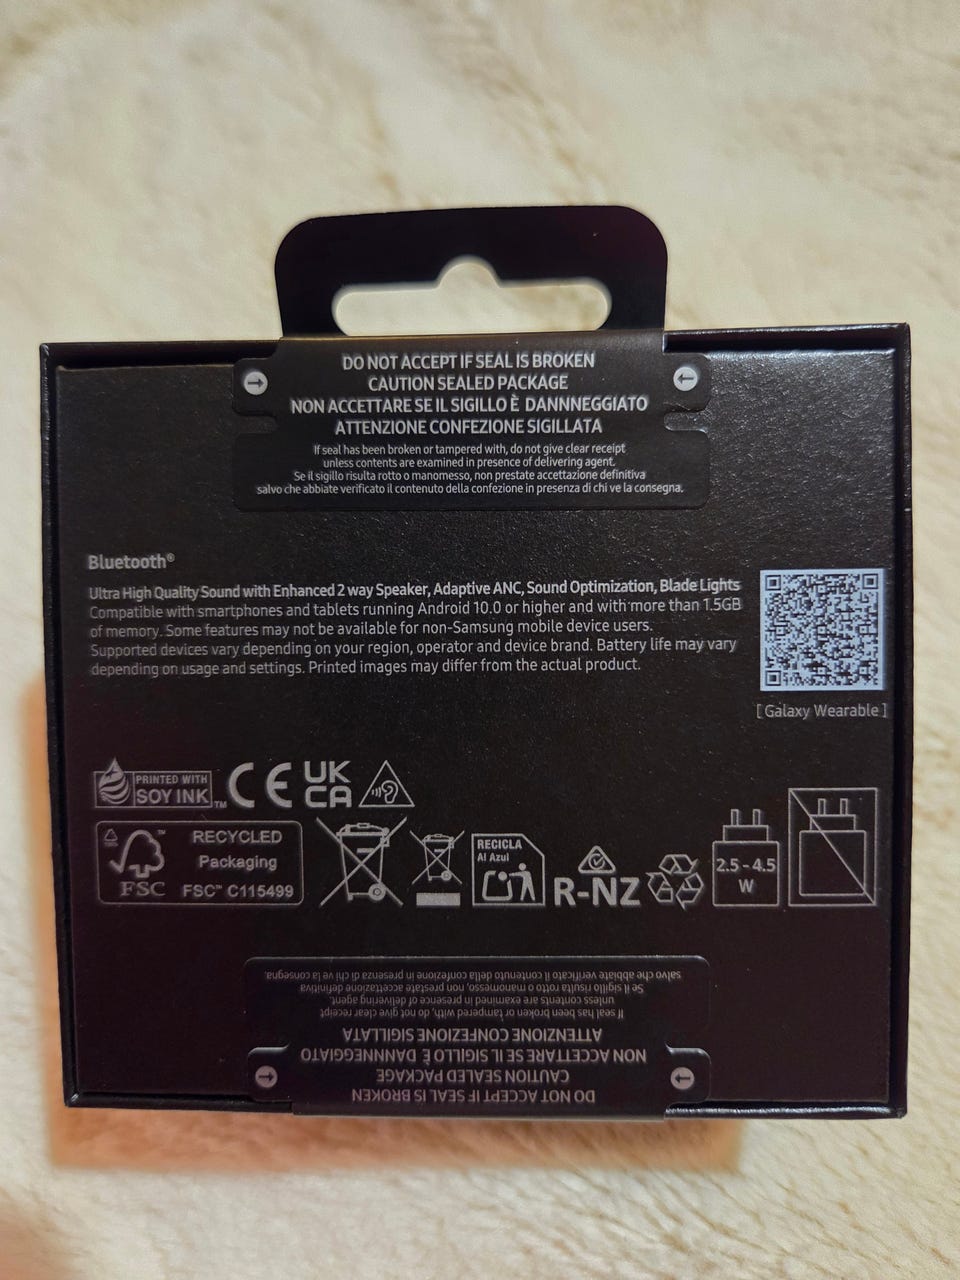 DO NOT ACCEPT IF SEAL IS BROKEN
CAUTION SEALED PACKAGE
NON ACCETTARE SE IL SIGILLO È DANNNEGGIATO
ATTENZIONE CONFEZIONE SIGILLATA
If seal has been broken or tampered with, do not give clear receipt
unless contents are examined in presence of delivering agent.
Se il sigillo risulta rotto o manomesso, non prestate accettazione definitiva
salvo che abbiate verificato il contenuto della confezione in presenza di chi ve la consegna.
Bluetooth®
Ultra High Quality Sound with Enhanced 2 way Speaker, Adaptive ANC, Sound Optimization, Blade Lights
Compatible with smartphones and tablets running Android 10.0 or higher and with more than 1.5GB
of memory. Some features may not be available for non-Samsung mobile device users.
Supported devices vary depending on your region, operator and device brand. Battery life may vary
depending on usage and settings. Printed images may differ from the actual product.
[ Galaxy Wearable ]
PRINTED WITH
SOY INK™
CE
UK
CA
FSC™
RECYCLED
Packaging
FSC™ C115499
RECICLA
Al Azul
R-NZ
2.5 - 4.5
W
DO NOT ACCEPT IF SEAL IS BROKEN
CAUTION SEALED PACKAGE
NON ACCETTARE SE IL SIGILLO È DANNNEGGIATO
ATTENZIONE CONFEZIONE SIGILLATA
If seal has been broken or tampered with, do not give clear receipt
unless contents are examined in presence of delivering agent.
Se il sigillo risulta rotto o manomesso, non prestate accettazione definitiva
salvo che abbiate verificato il contenuto della confezione in presenza di chi ve la consegna.